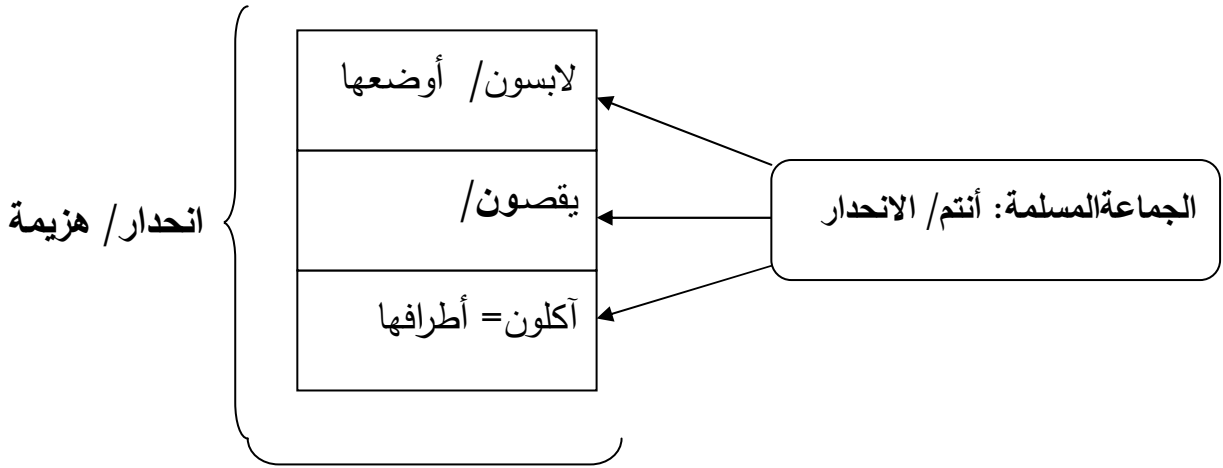 الجماعةالمسلمة: أنتم/ الانحدار
لابسون/ أوضعها
يقصون/
آكلون= أطرافها
انحدار/ هزيمة